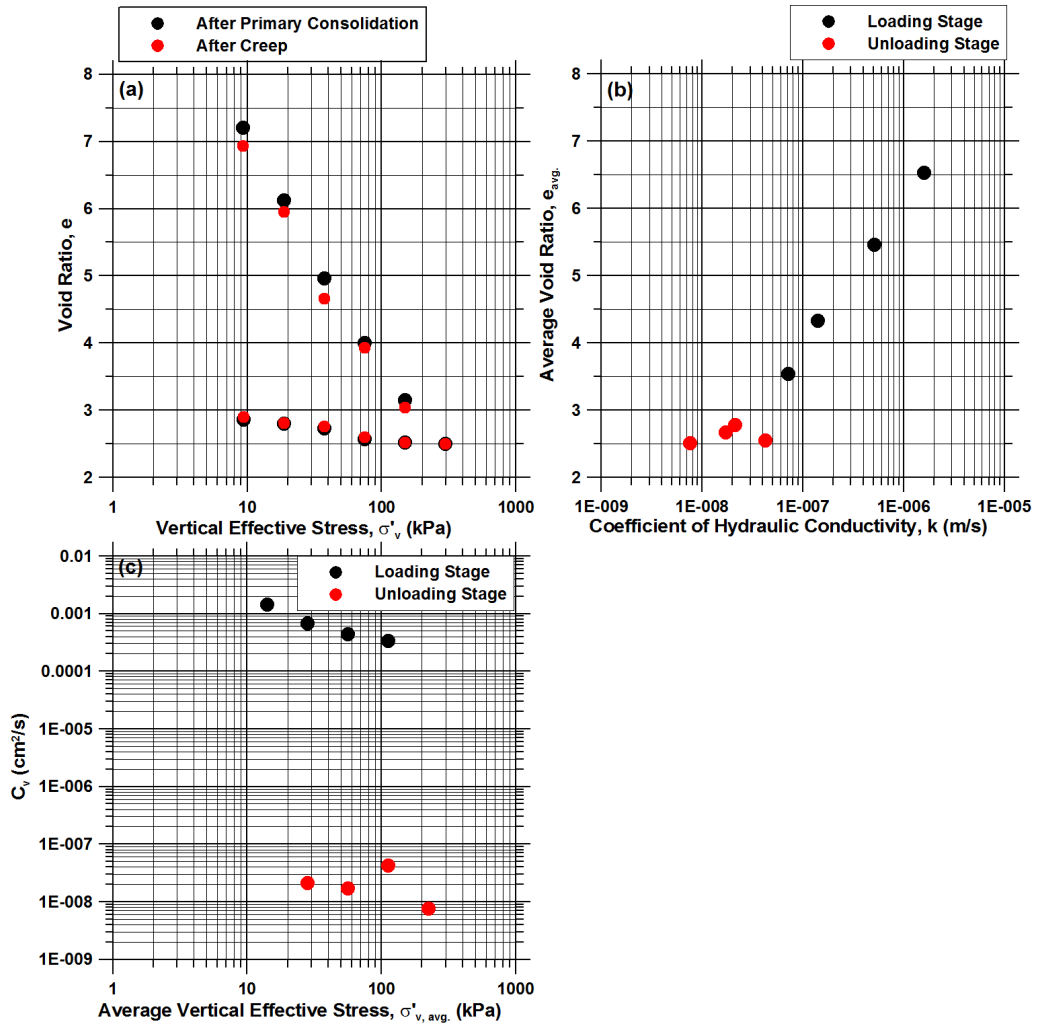 After Primary Consolidation
After Creep
(a)
8
7
6
5
4
3
2
Void Ratio, e
1 10 100 1000
Vertical Effective Stress, σ'v (kPa)
Loading Stage
Unloading Stage
(b)
8
7
6
5
4
3
2
Average Void Ratio, eavg.
1E-009 1E-008 1E-007 1E-006 1E-005
Coefficient of Hydraulic Conductivity, k (m/s)
(c)
Loading Stage
Unloading Stage
0.01
0.001
0.0001
1E-005
1E-006
1E-007
1E-008
1E-009
Cv (cm²/s)
1 10 100 1000
Average Vertical Effective Stress, σ'v, avg. (kPa)